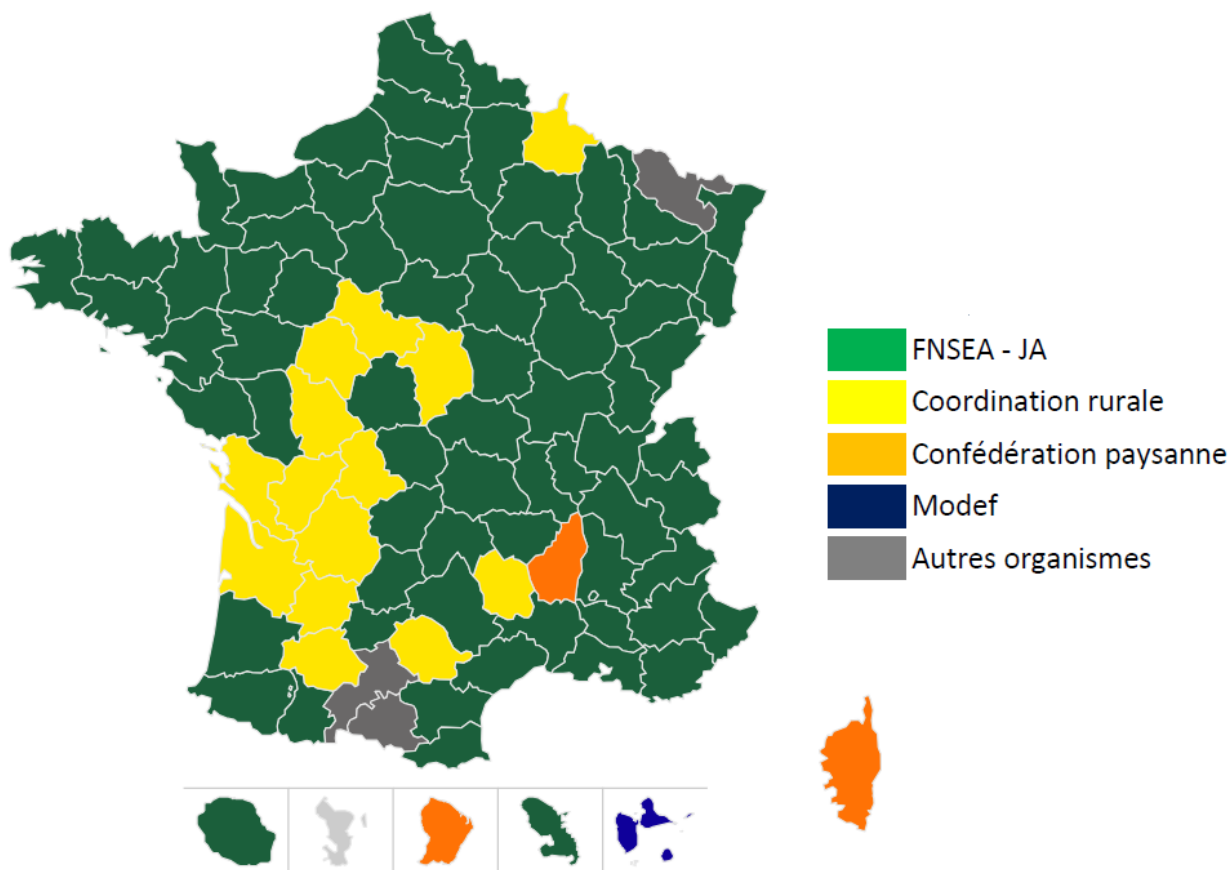 FNSEA - JA
Coordination rurale
Confédération paysanne
Modef
Autres organismes